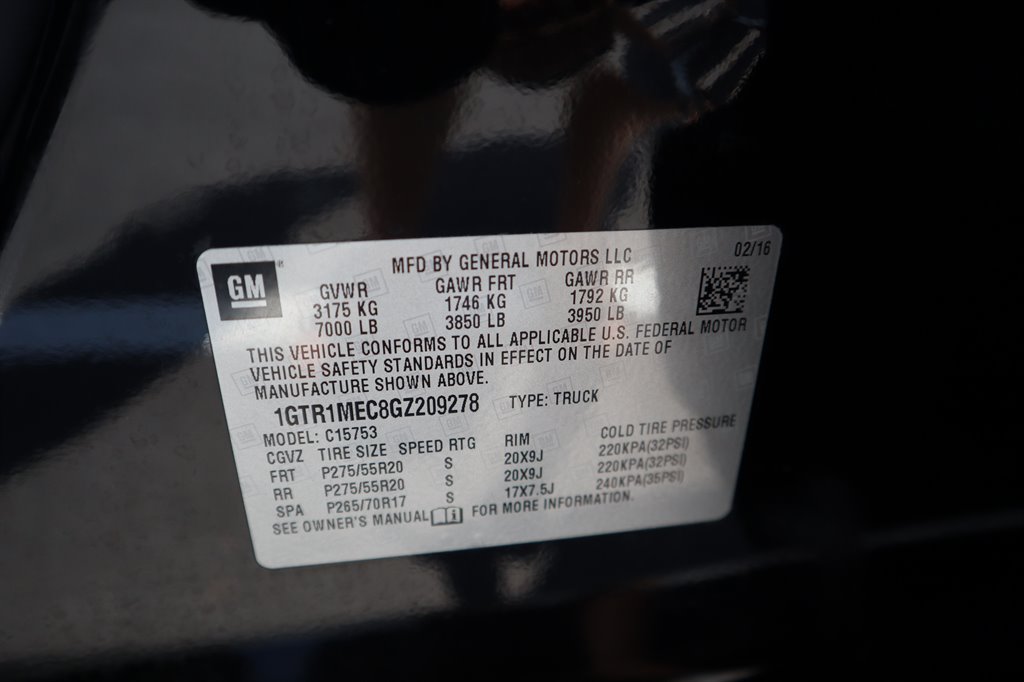 02/16
GM®
MFD BY GENERAL MOTORS LLC
GVWR GAWR FRT GAWR RR
3175 KG 1746 KG 1792 KG
7000 LB 3850 LB 3950 LB
THIS VEHICLE CONFORMS TO ALL APPLICABLE U.S. FEDERAL MOTOR
VEHICLE SAFETY STANDARDS IN EFFECT ON THE DATE OF
MANUFACTURE SHOWN ABOVE.
1GTR1MEC8GZ209278 TYPE: TRUCK
MODEL: C15753
CGVZ TIRE SIZE SPEED RTG RIM COLD TIRE PRESSURE
FRT P275/55R20 S 20X9J 220KPA(32PSI)
RR P275/55R20 S 20X9J 220KPA(32PSI)
SPA P265/70R17 S 17X7.5J 240KPA(35PSI)
SEE OWNER'S MANUAL FOR MORE INFORMATION.